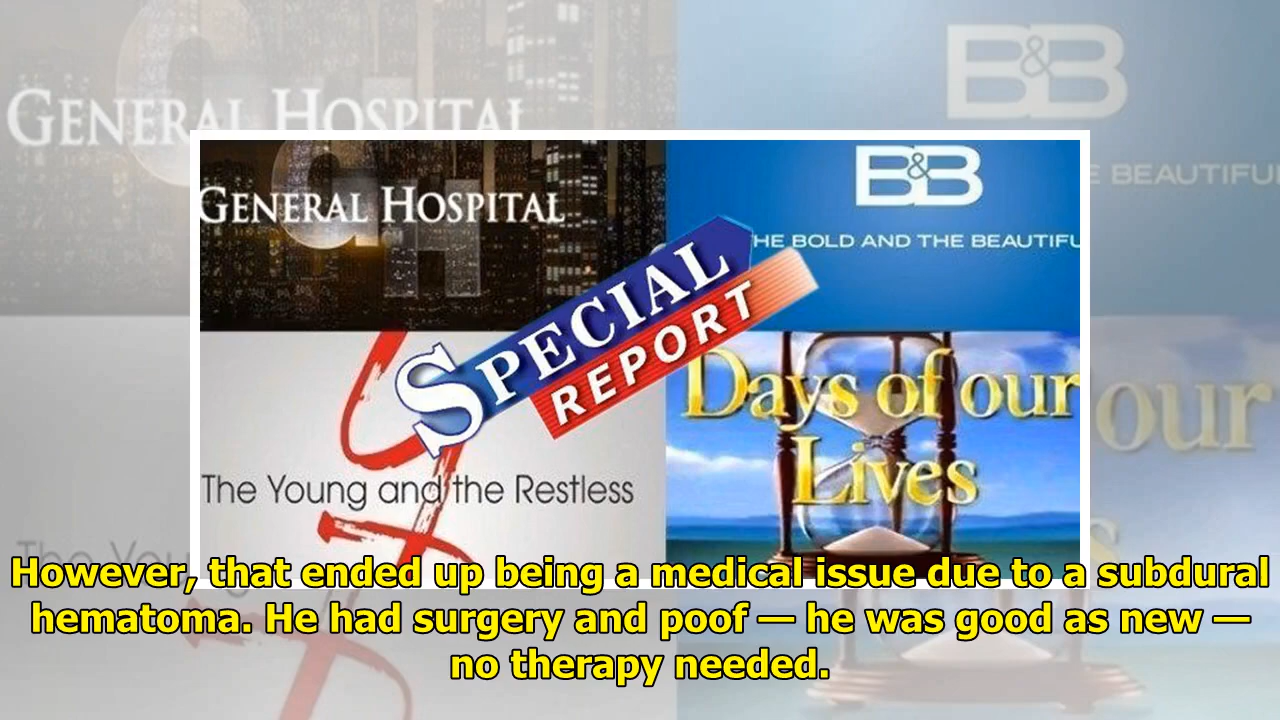 GENERAL HOSPITAL
B&B
E BEAUTIFU
GENERAL HOSPITAL
B&B
HE BOLD AND THE BEAUTIFU
SPECIAL
REPORT
The Young and the Restless
Days of our
Lives
our
The You
s
However, that ended up being a medical issue due to a subdural
hematoma. He had surgery and poof — he was good as new —
no therapy needed.